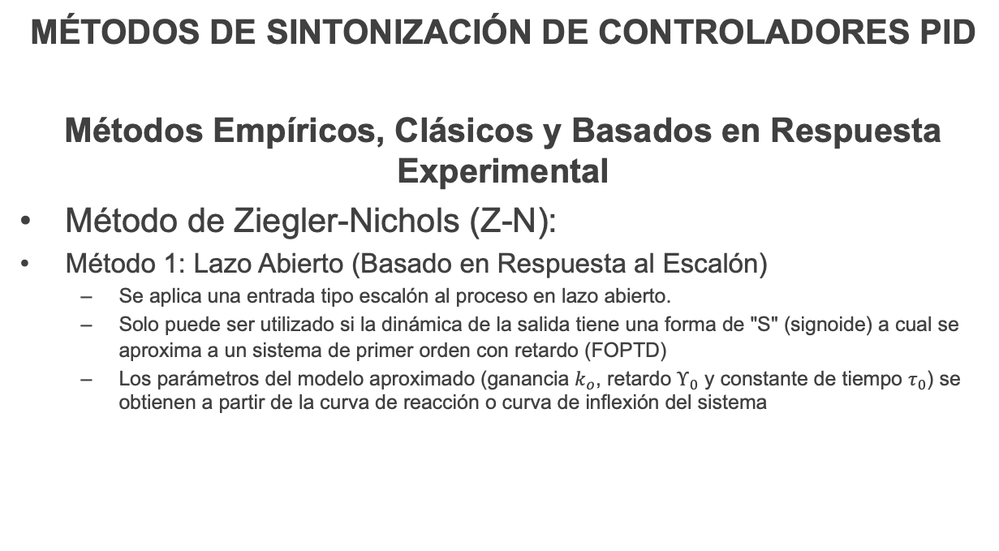 MÉTODOS DE SINTONIZACIÓN DE CONTROLADORES PID
Métodos Empíricos, Clásicos y Basados en Respuesta
Experimental
• Método de Ziegler-Nichols (Z-N):
• Método 1: Lazo Abierto (Basado en Respuesta al Escalón)
– Se aplica una entrada tipo escalón al proceso en lazo abierto.
– Solo puede ser utilizado si la dinámica de la salida tiene una forma de "S" (signoide) a cual se
aproxima a un sistema de primer orden con retardo (FOPTD)
– Los parámetros del modelo aproximado (ganancia kₒ, retardo ϒ₀ y constante de tiempo τ₀) se
obtienen a partir de la curva de reacción o curva de inflexión del sistema